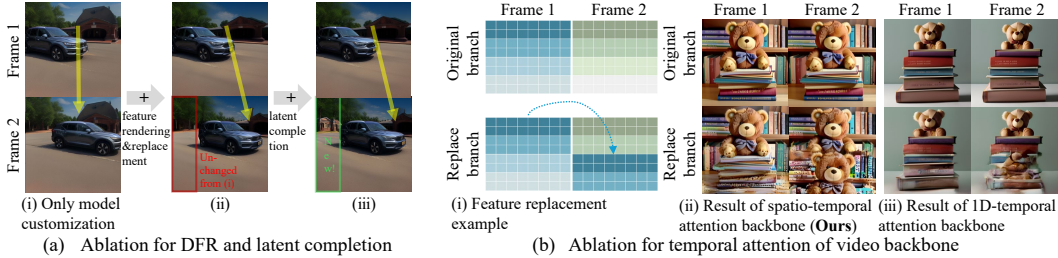 Frame 1
Frame 2
+
feature
rendering
&replace
ment
+
latent
comple
tion
Un-
changed
from (i)
N
e
w!
(i) Only model
customization
(ii)
(iii)
(a) Ablation for DFR and latent completion
Frame 1 Frame 2
Original
branch
Replace
branch
(i) Feature replacement
example
Frame 1 Frame 2
Original
branch
Replace
branch
Frame 1 Frame 2
(ii) Result of spatio-temporal
attention backbone (Ours)
(iii) Result of 1D-temporal
attention backbone
(b) Ablation for temporal attention of video backbone